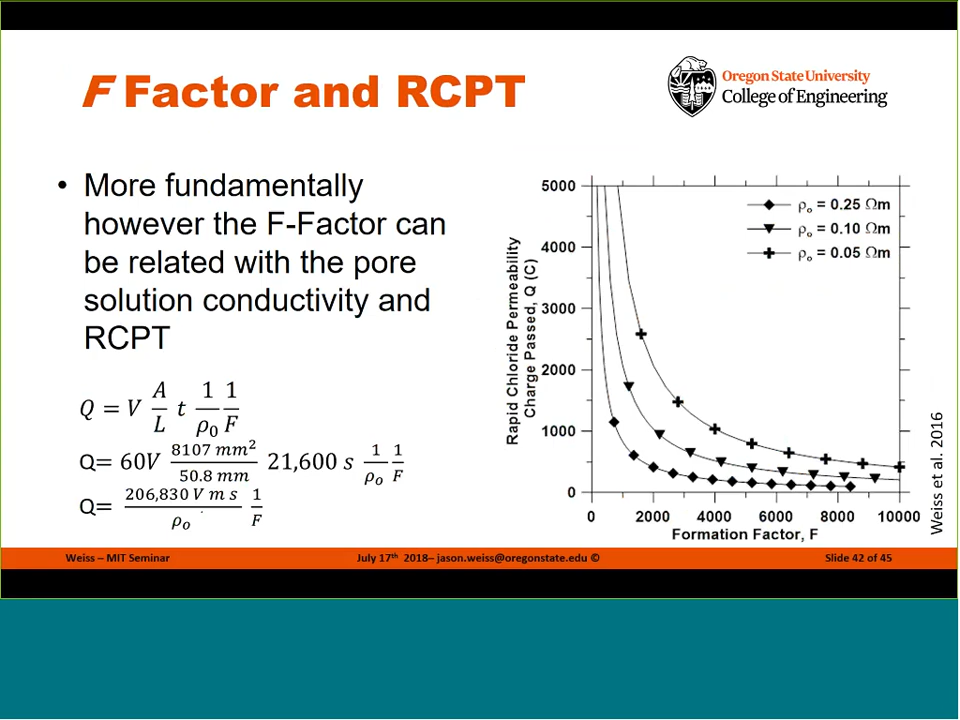 F Factor and RCPT
Oregon State University
College of Engineering
• More fundamentally
however the F-Factor can
be related with the pore
solution conductivity and
RCPT
Q = V A/L t 1/ρ0 1/F
Q= 60V 8107 mm²/50.8 mm 21,600 s 1/ρo 1/F
Q= 206,830 V m s/ρo 1/F
Rapid Chloride Permeability
Charge Passed, Q (C)
5000
4000
3000
2000
1000
0
ρo = 0.25 Ωm
ρo = 0.10 Ωm
ρo = 0.05 Ωm
0 2000 4000 6000 8000 10000
Formation Factor, F
Weiss et al. 2016
Weiss – MIT Seminar
July 17th 2018– jason.weiss@oregonstate.edu ©
Slide 42 of 45